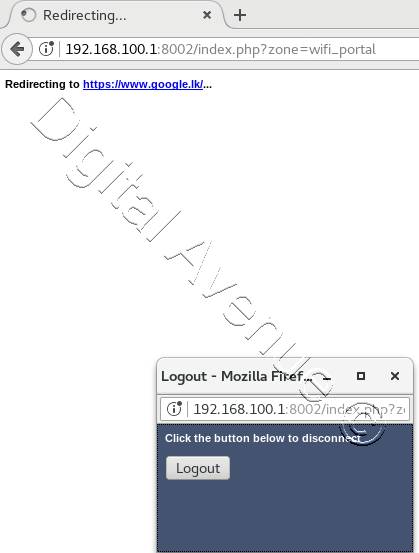 Redirecting...
192.168.100.1:8002/index.php?zone=wifi_portal
Redirecting to https://www.google.lk/...
Digital Avenue ©
Logout - Mozilla Firef...
192.168.100.1:8002/index.php?zo
Click the button below to disconnect
Logout